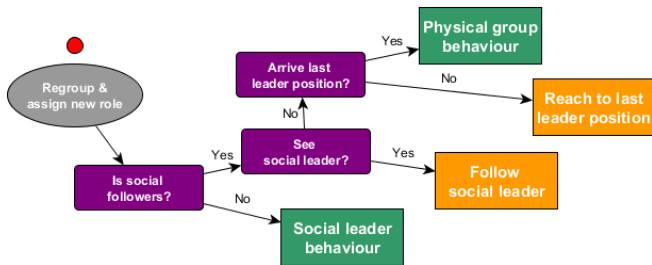 Regroup &
assign new role
Is social
followers?
Yes
No
See
social leader?
No
Yes
Arrive last
leader position?
Yes
No
Physical group
behaviour
Reach to last
leader position
Follow
social leader
Social leader
behaviour